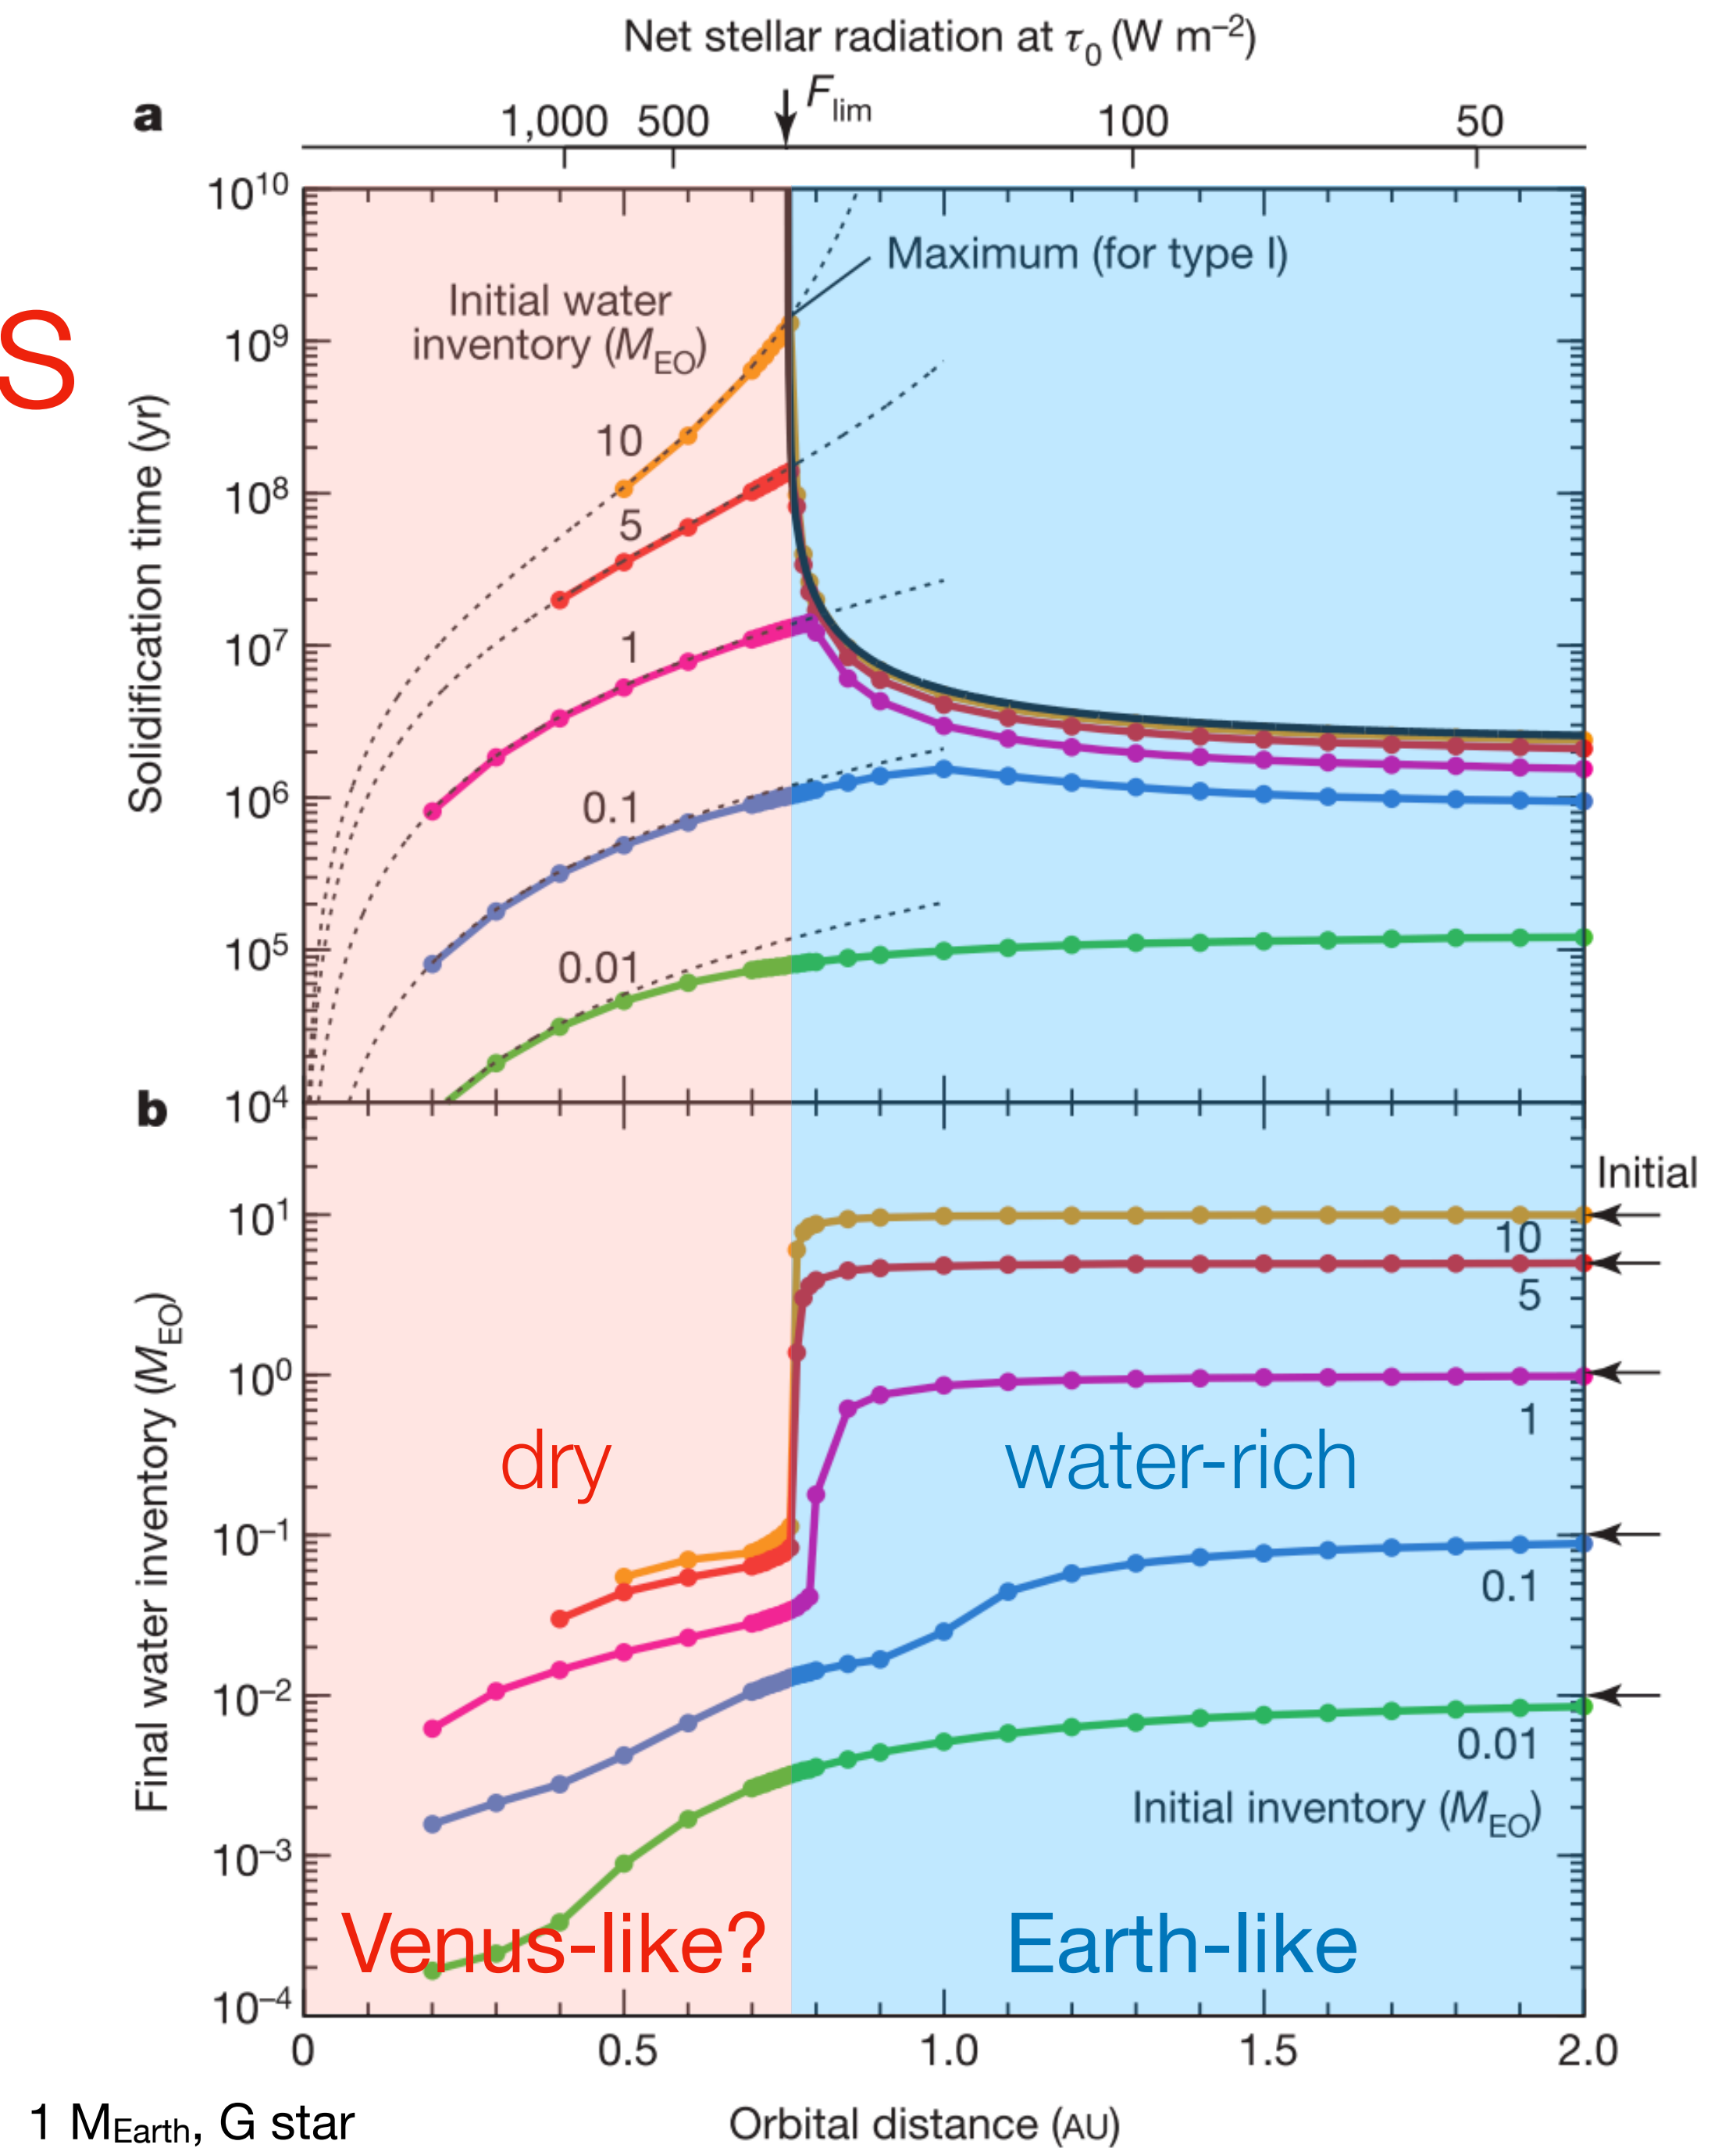 Net stellar radiation at τ0 (W m–2)
a
1,000 500 Flim 100 50
1010
Maximum (for type I)
Initial water
inventory (MEO)
S
109
10
108
5
107
1
106
0.1
105
0.01
104
Solidification time (yr)
b
Initial
101
10
5
100
1
dry
water-rich
10–1
0.1
10–2
0.01
Initial inventory (MEO)
10–3
Venus-like?
Earth-like
10–4
Final water inventory (MEO)
0 0.5 1.0 1.5 2.0
1 MEarth, G star
Orbital distance (AU)